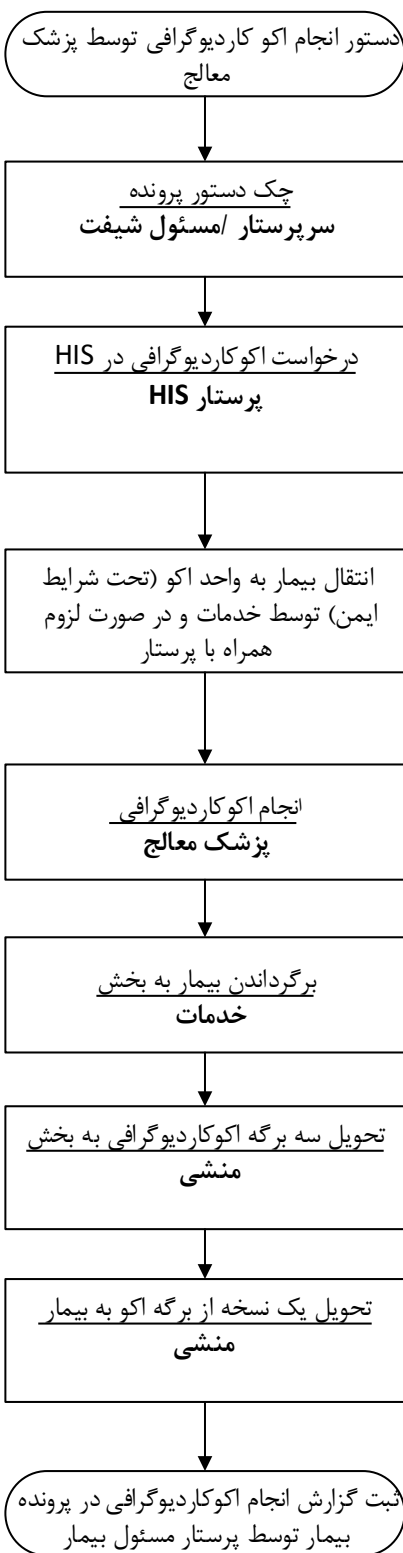 دستور انجام اکو کاردیوگرافی توسط پزشک
معالج
چک دستور پرونده
سرپرستار /مسئول شیفت
درخواست اکوکاردیوگرافی در HIS
پرستار HIS
انتقال بیمار به واحد اکو (تحت شرایط
ایمن) توسط خدمات و در صورت لزوم
همراه با پرستار
انجام اکوکاردیوگرافی
پزشک معالج
برگرداندن بیمار به بخش
خدمات
تحویل سه برگه اکوکاردیوگرافی به بخش
منشی
تحویل یک نسخه از برگه اکو به بیمار
منشی
ثبت گزارش انجام اکوکاردیوگرافی در پرونده
بیمار توسط پرستار مسئول بیمار